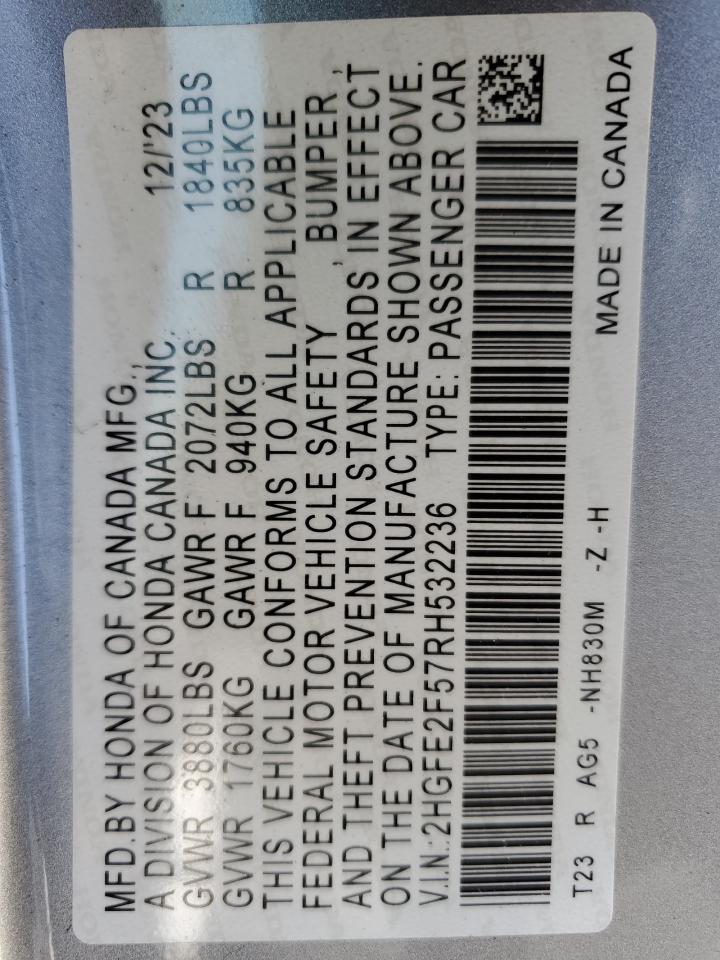 MFD.BY HONDA OF CANADA MFG.,
A DIVISION OF HONDA CANADA INC. 12/'23
GVWR 3880LBS GAWR F 2072LBS R 1840LBS
GVWR 1760KG GAWR F 940KG R 835KG
THIS VEHICLE CONFORMS TO ALL APPLICABLE
FEDERAL MOTOR VEHICLE SAFETY , BUMPER ,
AND THEFT PREVENTION STANDARDS IN EFFECT
ON THE DATE OF MANUFACTURE SHOWN ABOVE.
V.I.N.:2HGFE2F57RH532236 TYPE: PASSENGER CAR
T23 R AG5 -NH830M -Z -H
MADE IN CANADA